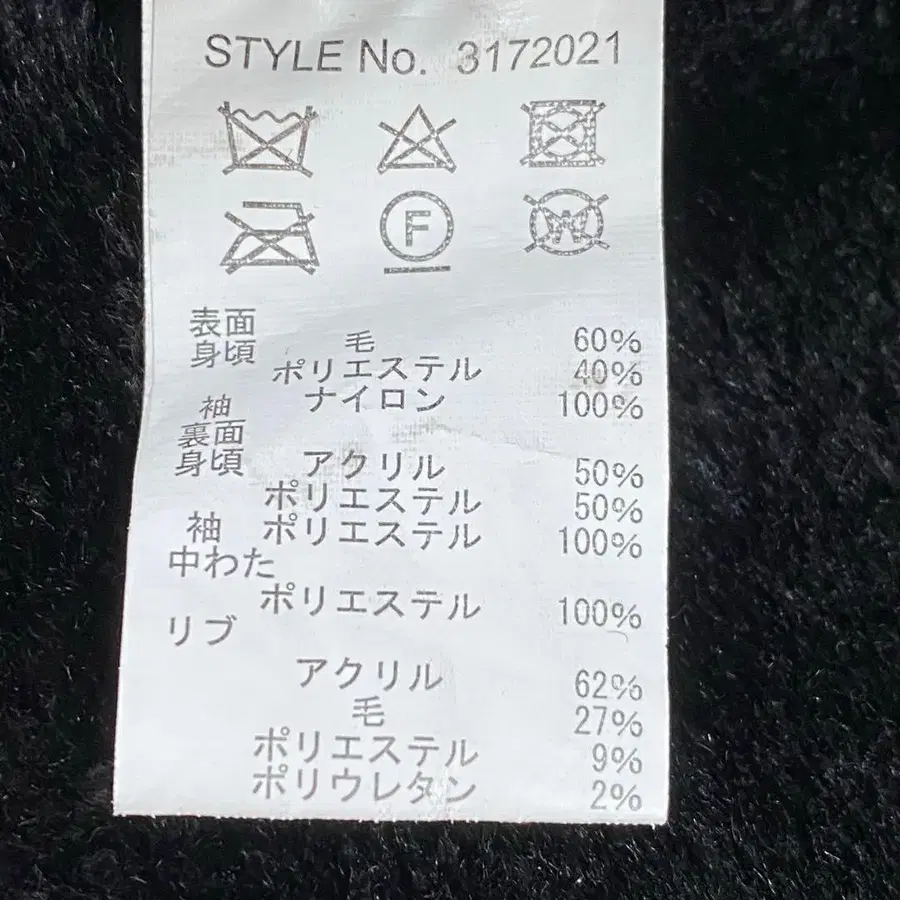 STYLE No. 3172021
F
W
表面
身頃 毛 60%
ポリエステル 40%
袖 ナイロン 100%
裏面
身頃 アクリル 50%
ポリエステル 50%
袖 ポリエステル 100%
中わた
ポリエステル 100%
リブ
アクリル 62%
毛 27%
ポリエステル 9%
ポリウレタン 2%